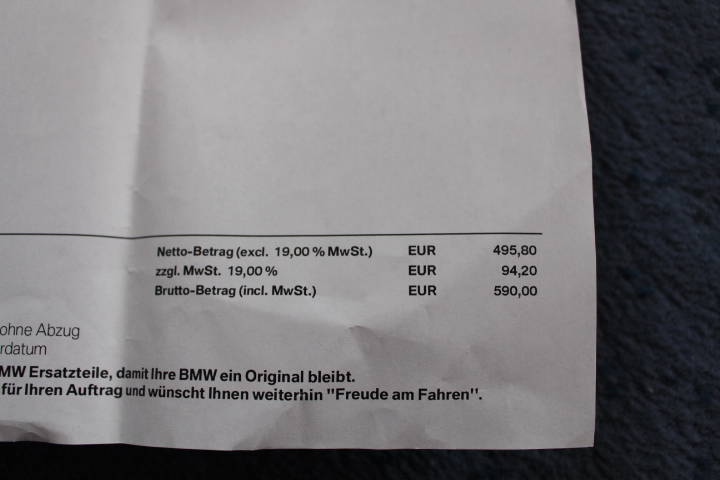 Netto-Betrag (excl. 19,00 % MwSt.) EUR 495,80
zzgl. MwSt. 19,00 % EUR 94,20
Brutto-Betrag (incl. MwSt.) EUR 590,00
ohne Abzug
rdatum
MW Ersatzteile, damit Ihre BMW ein Original bleibt.
für Ihren Auftrag und wünscht Ihnen weiterhin "Freude am Fahren".